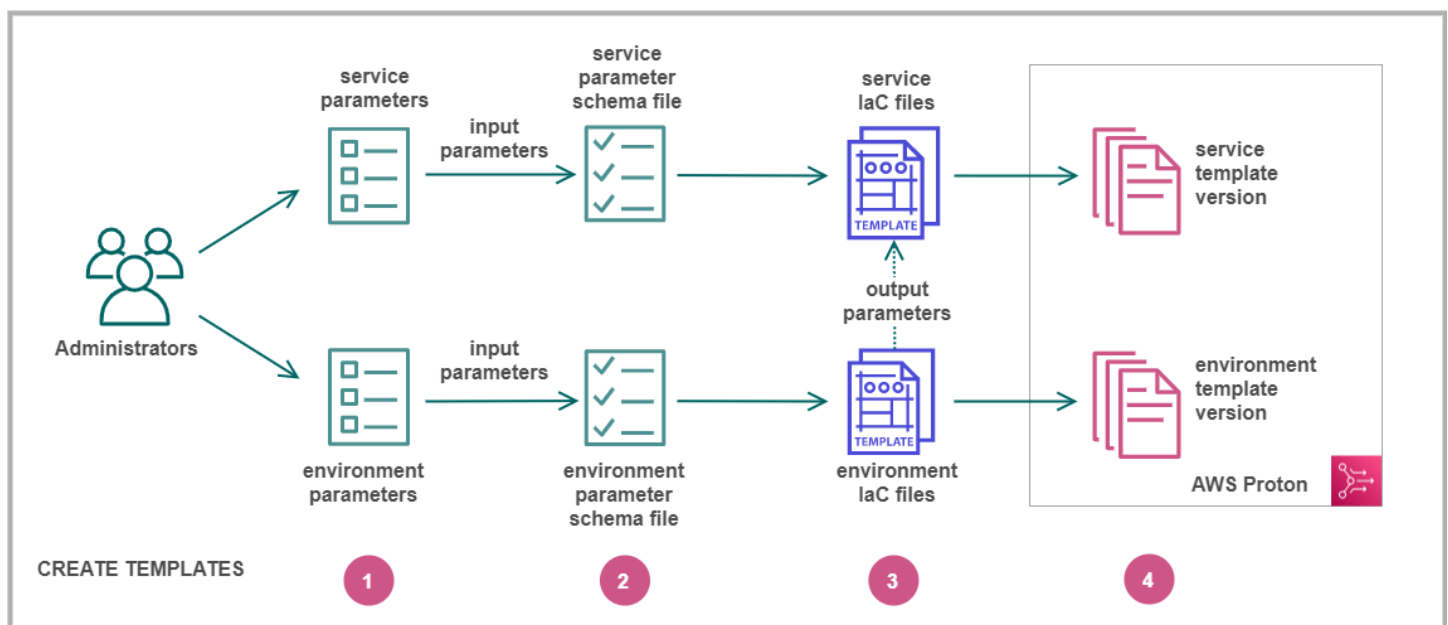 service
parameters
input
parameters
service
parameter
schema file
service
IaC files
TEMPLATE
service
template
version
Administrators
output
parameters
environment
parameters
input
parameters
environment
parameter
schema file
TEMPLATE
environment
IaC files
environment
template
version
AWS Proton
CREATE TEMPLATES
1
2
3
4